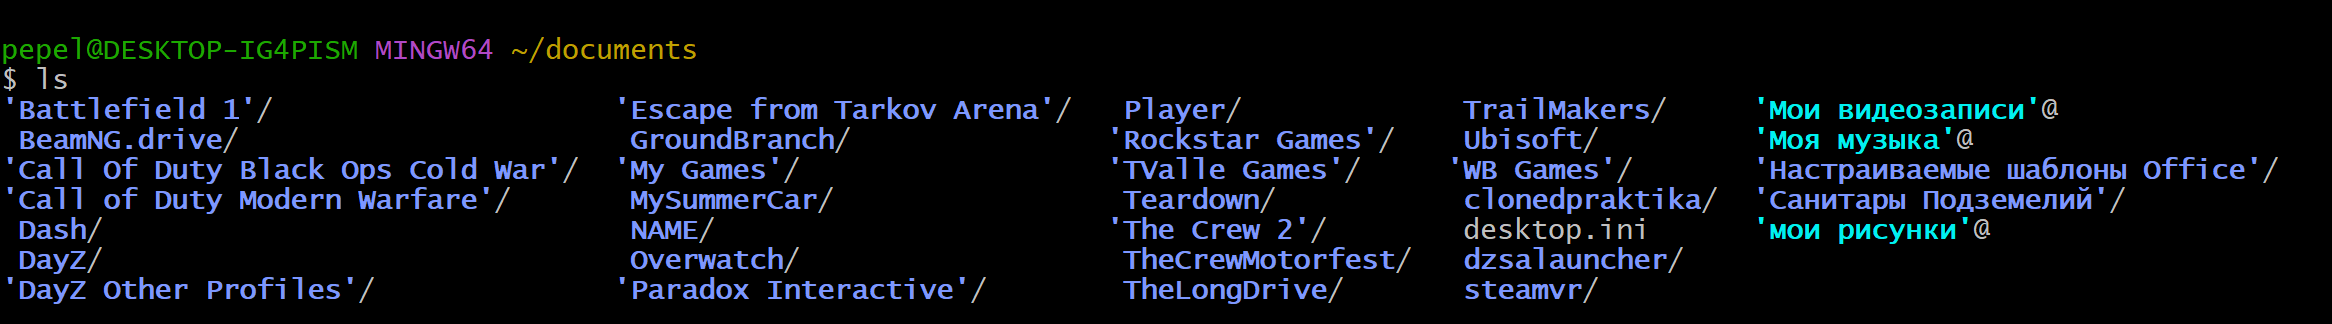 pepel@DESKTOP-IG4PISM MINGW64 ~/documents
$ ls
'Battlefield 1'/ 'Escape from Tarkov Arena'/ Player/ TrailMakers/ 'Мои видеозаписи'@
BeamNG.drive/ GroundBranch/ 'Rockstar Games'/ Ubisoft/ 'Моя музыка'@
'Call Of Duty Black Ops Cold War'/ 'My Games'/ 'TValle Games'/ 'WB Games'/ 'Настраиваемые шаблоны Office'/
'Call of Duty Modern Warfare'/ MySummerCar/ Teardown/ clonedpraktika/ 'Санитары Подземелий'/
Dash/ NAME/ 'The Crew 2'/ desktop.ini 'мои рисунки'@
DayZ/ Overwatch/ TheCrewMotorfest/ dzsalauncher/
'DayZ Other Profiles'/ 'Paradox Interactive'/ TheLongDrive/ steamvr/